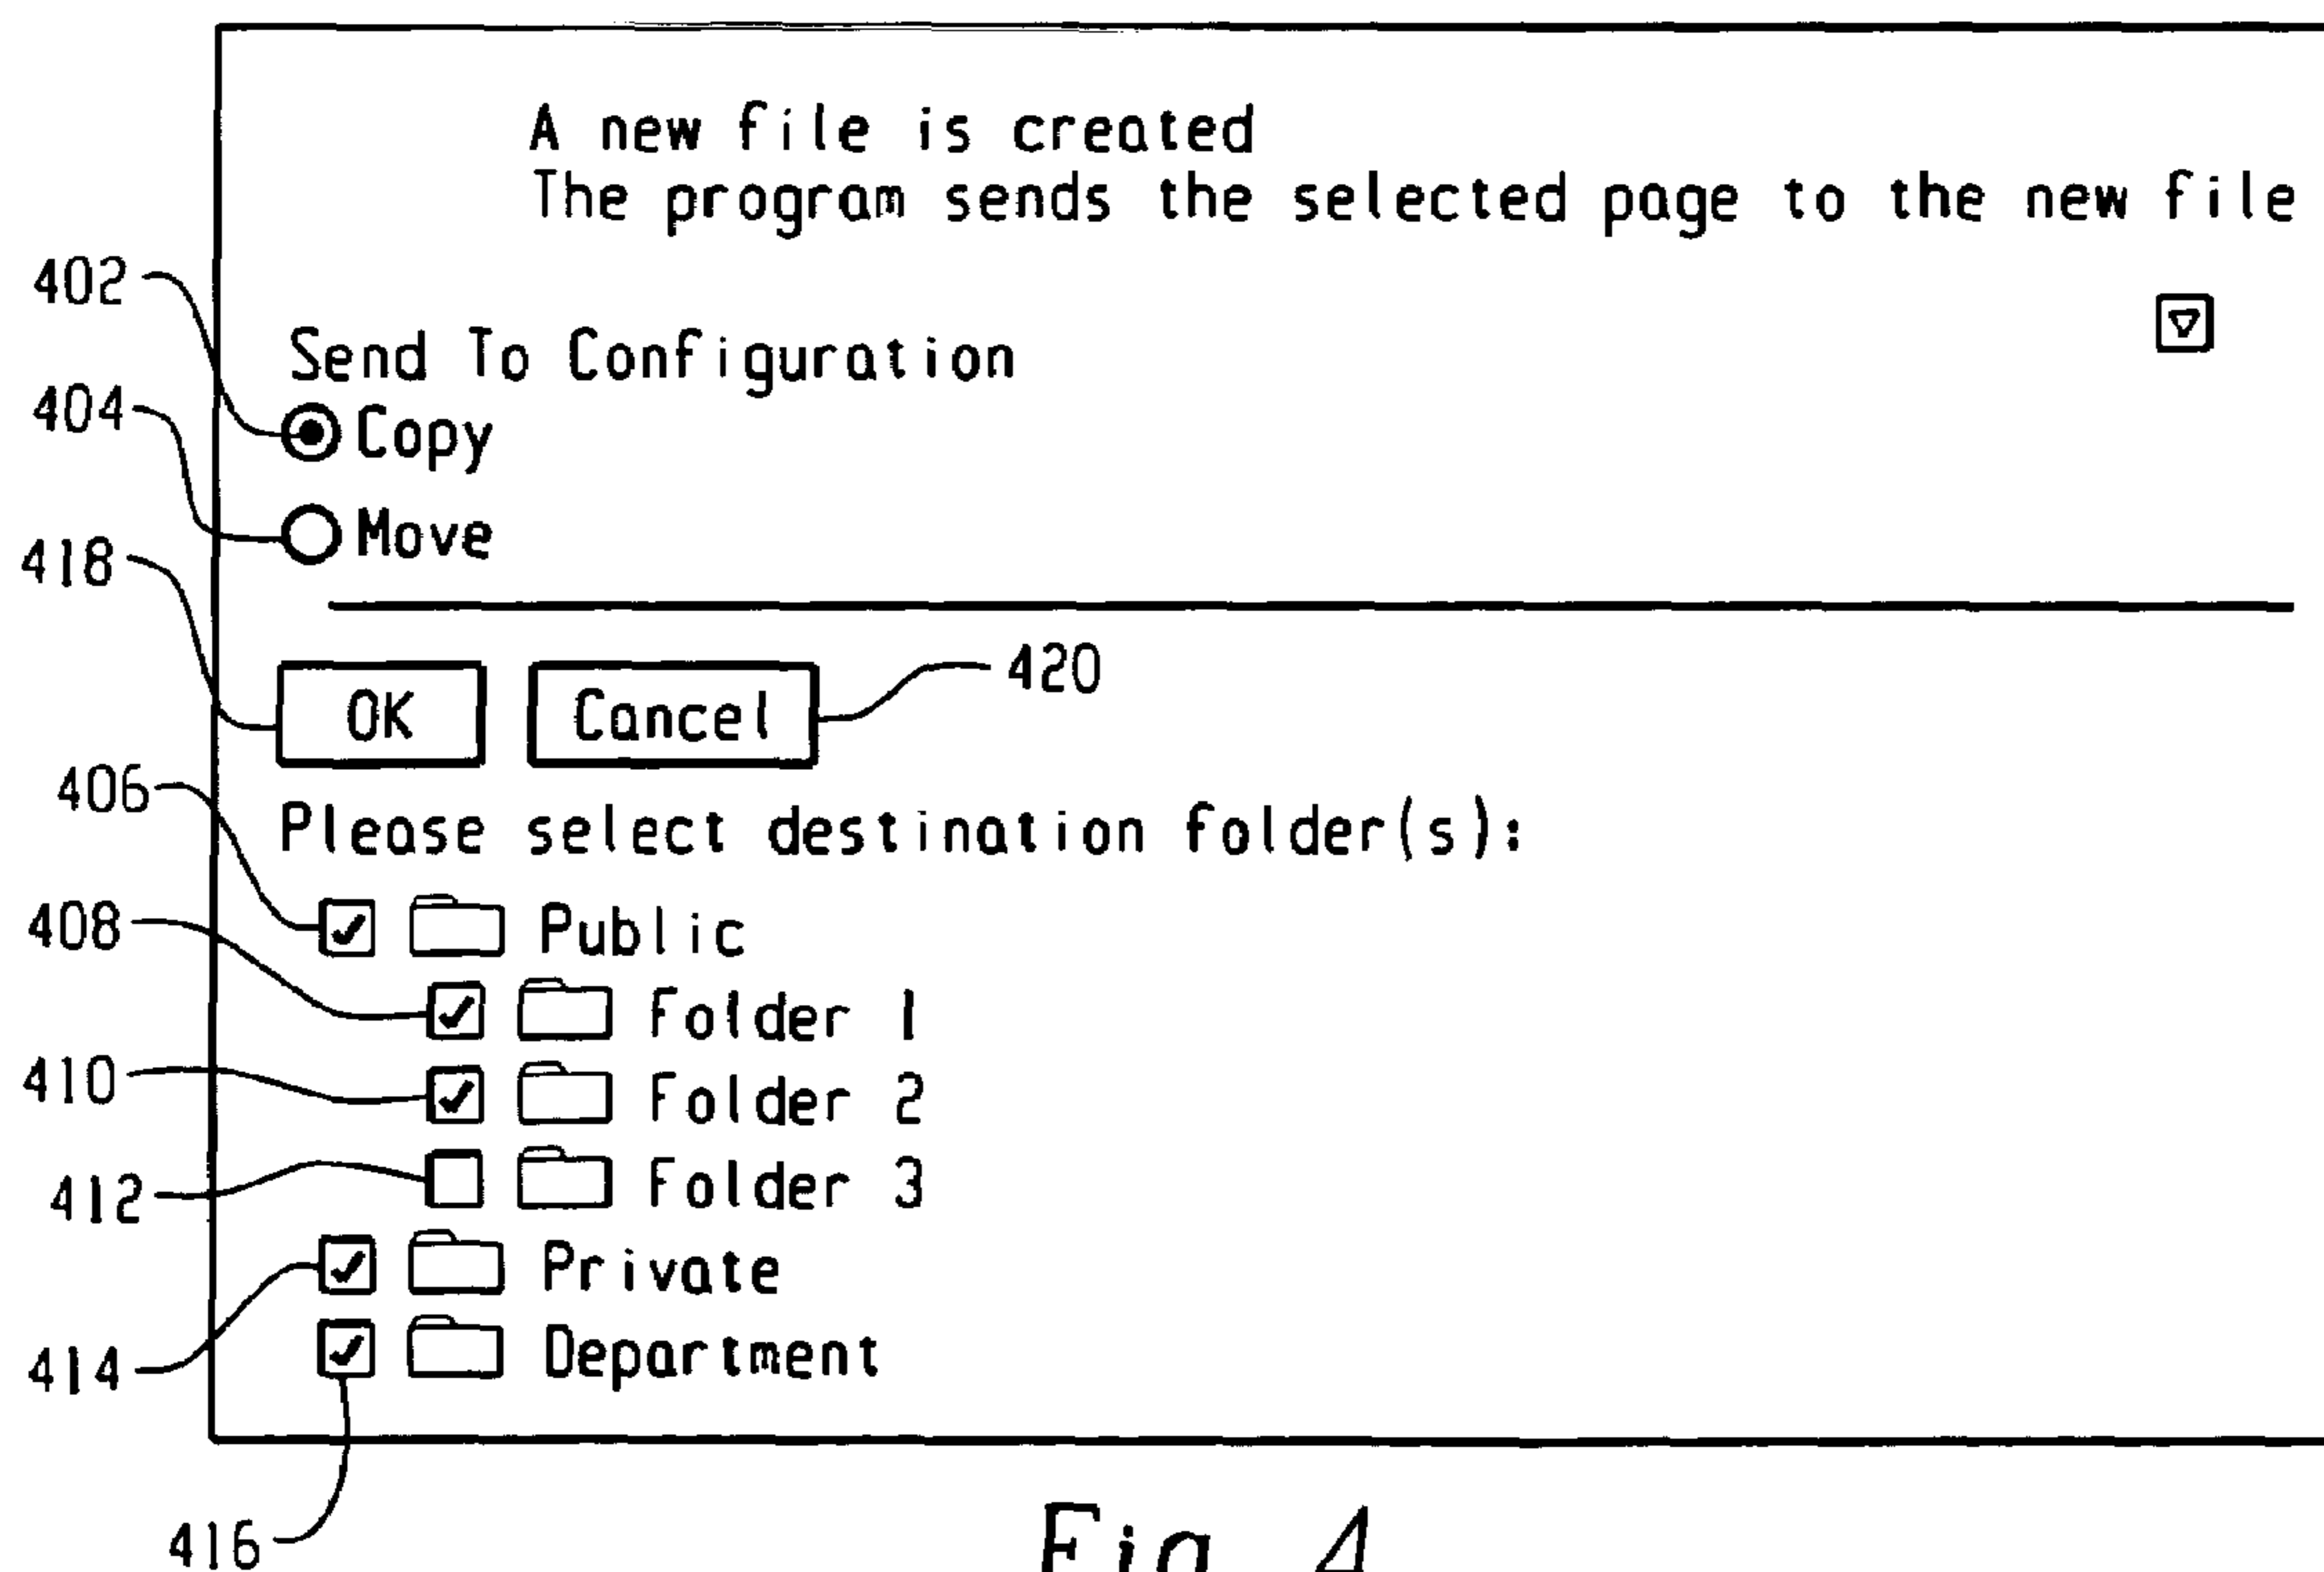 A new file is created
The program sends the selected page to the new file
402
Send To Configuration
404
Copy
Move
418
420
OK Cancel
406
Please select destination folder(s):
408
Public
Folder 1
410
Folder 2
412
Folder 3
Private
414
Department
416
Fig. 4